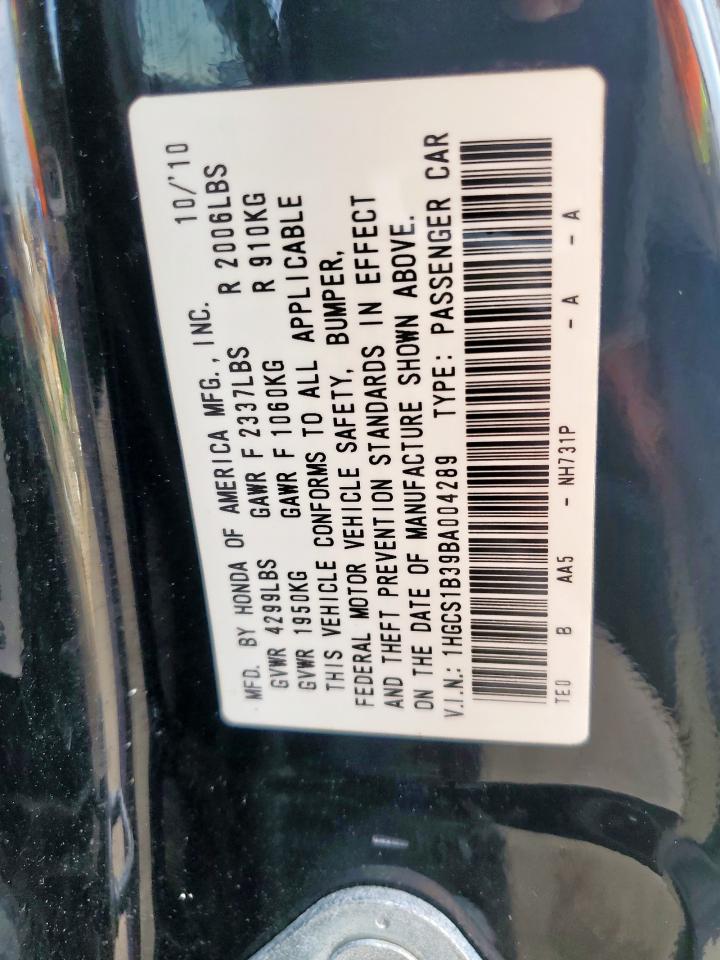 MFD. BY HONDA OF AMERICA MFG., INC. 10/'10
GVWR 4299LBS GAWR F 2337LBS R 2006LBS
GVWR 1950KG GAWR F 1060KG R 910KG
THIS VEHICLE CONFORMS TO ALL APPLICABLE
FEDERAL MOTOR VEHICLE SAFETY, BUMPER,
AND THEFT PREVENTION STANDARDS IN EFFECT
ON THE DATE OF MANUFACTURE SHOWN ABOVE.
V.I.N.: 1HGCS1B39BA004289 TYPE: PASSENGER CAR
TE0 B AA5 - NH731P - A - A